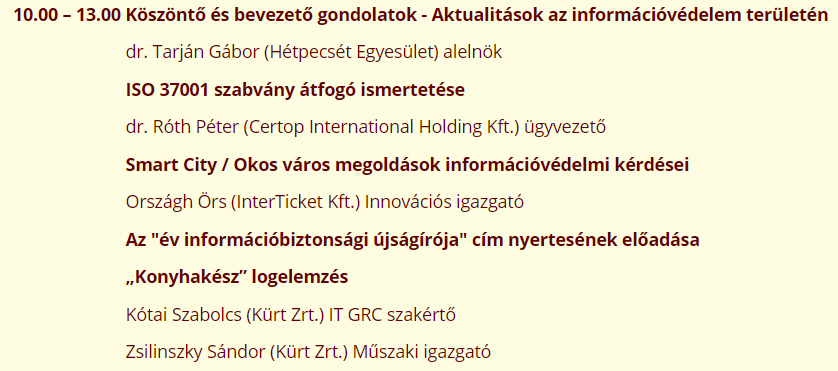 10.00 – 13.00 Köszöntő és bevezető gondolatok - Aktualitások az információvédelem területén
dr. Tarján Gábor (Hétpecsét Egyesület) alelnök
ISO 37001 szabvány átfogó ismertetése
dr. Róth Péter (Certop International Holding Kft.) ügyvezető
Smart City / Okos város megoldások információvédelmi kérdései
Országh Örs (InterTicket Kft.) Innovációs igazgató
Az "év információbiztonsági újságírója" cím nyertesének előadása
„Konyhakész” logelemzés
Kótai Szabolcs (Kürt Zrt.) IT GRC szakértő
Zsilinszky Sándor (Kürt Zrt.) Műszaki igazgató